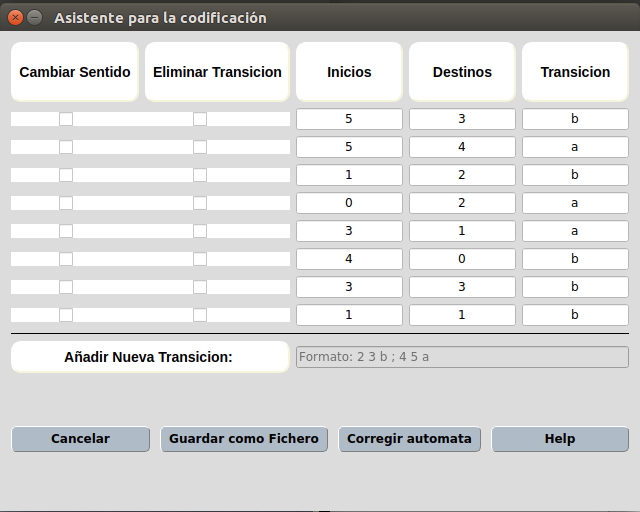 Asistente para la codificación
Cambiar Sentido Eliminar Transicion Inicios Destinos Transicion
5 3 b
5 4 a
1 2 b
0 2 a
3 1 a
4 0 b
3 3 b
1 1 b
Añadir Nueva Transicion: Formato: 2 3 b ; 4 5 a
Cancelar Guardar como Fichero Corregir automata Help